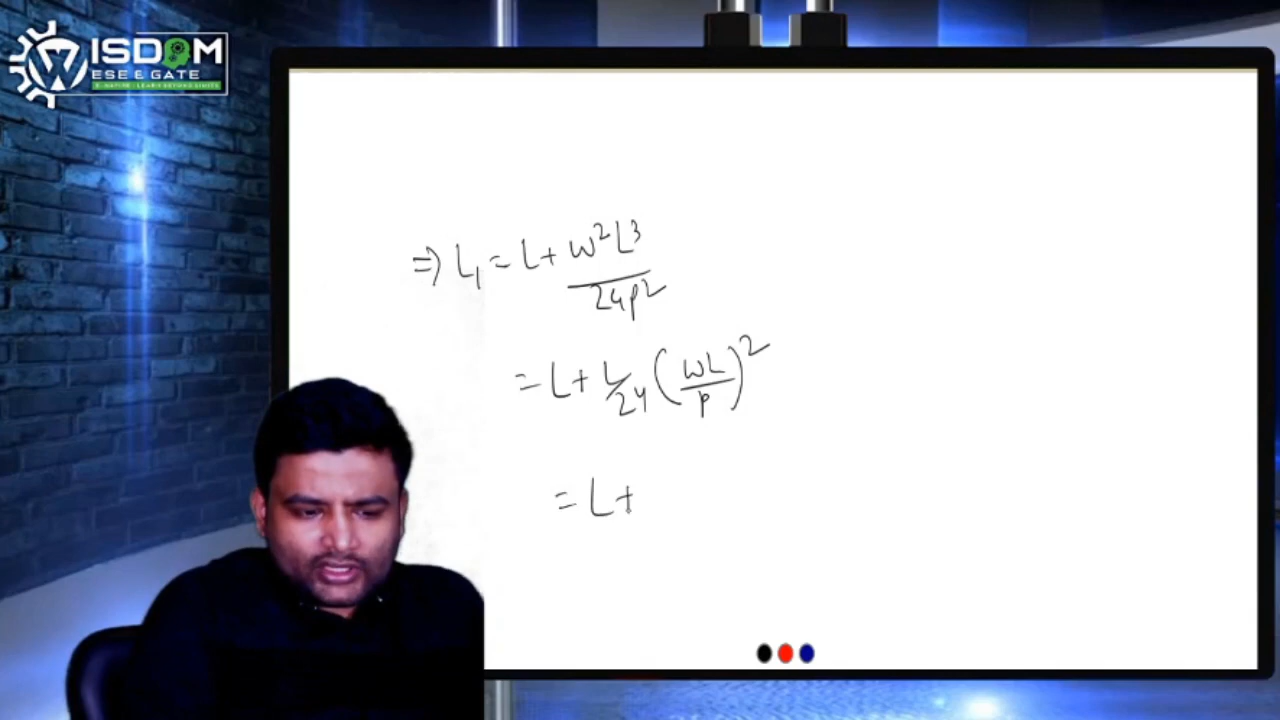 WISDOM
ESE & GATE
⇒ L₁ = L + w²L³/24P²
= L + L/24 (wL/P)²
= L +